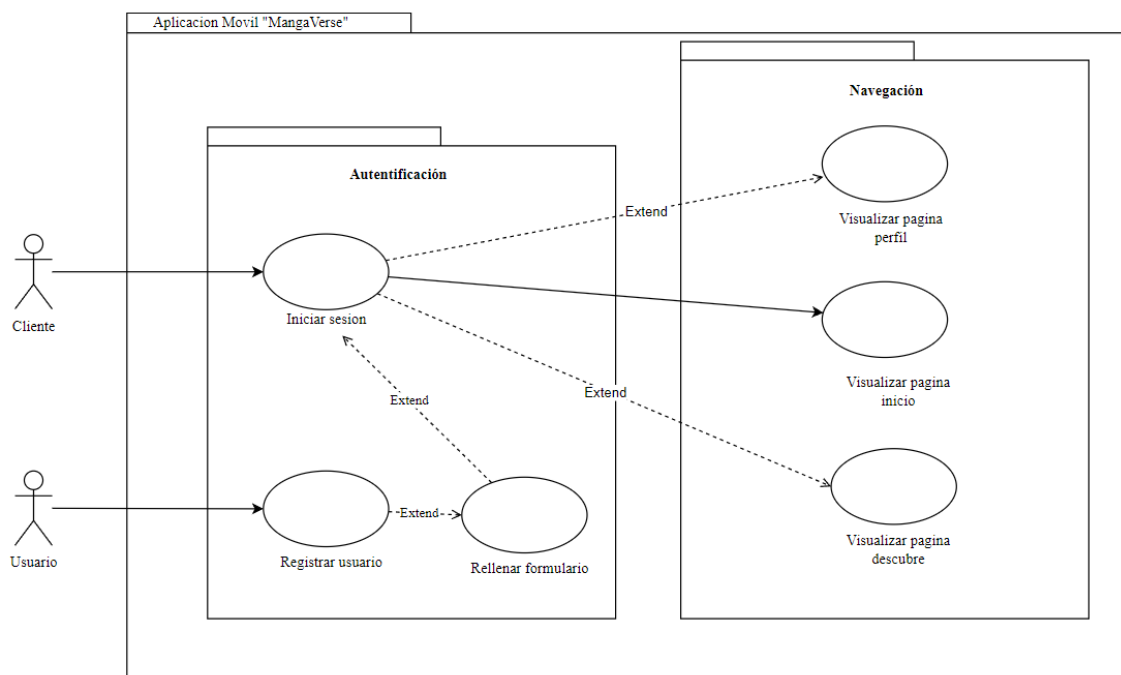 Aplicacion Movil "MangaVerse"
Navegación
Autentificación
Visualizar pagina
perfil
Extend
Cliente
Iniciar sesion
Visualizar pagina
inicio
Extend
Extend
Usuario
Registrar usuario
Extend
Rellenar formulario
Visualizar pagina
descubre